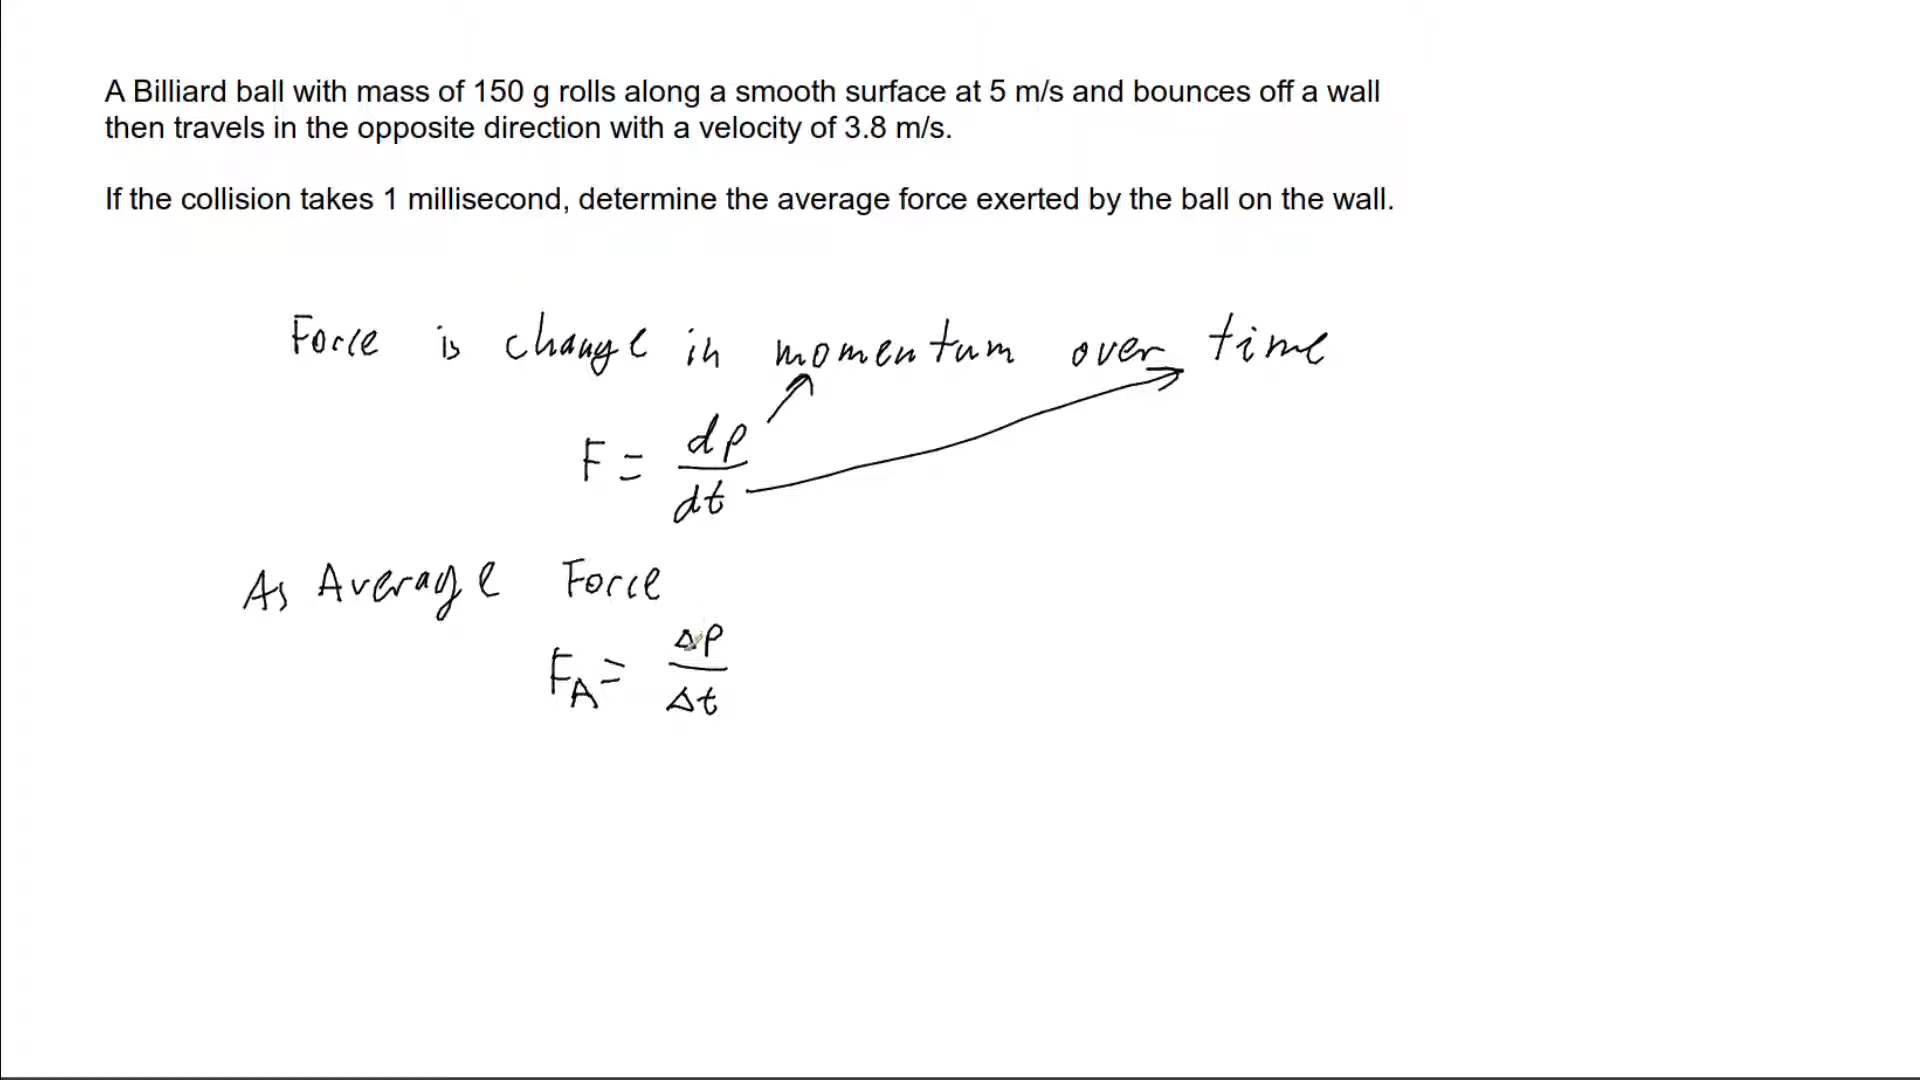 A Billiard ball with mass of 150 g rolls along a smooth surface at 5 m/s and bounces off a wall
then travels in the opposite direction with a velocity of 3.8 m/s.
If the collision takes 1 millisecond, determine the average force exerted by the ball on the wall.
Force is change in momentum over time
F = dp/dt
As Average Force
F_A = Δp/Δt